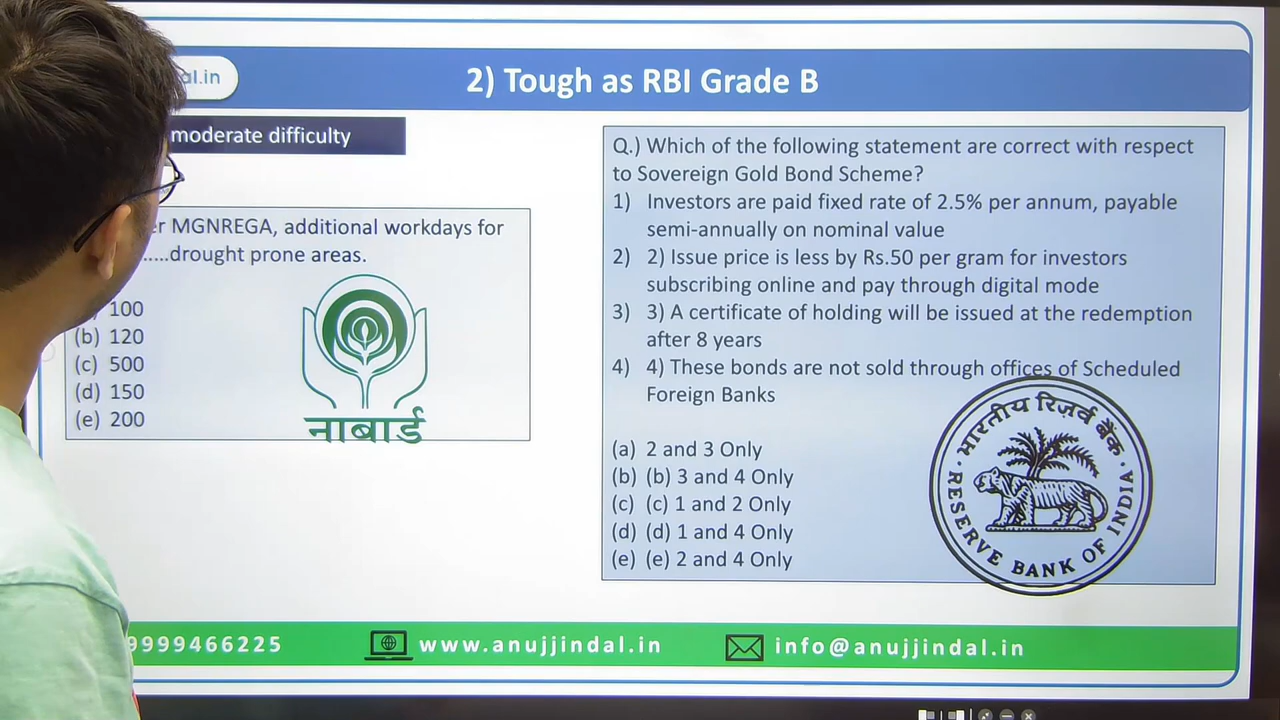 al.in
2) Tough as RBI Grade B
moderate difficulty
er MGNREGA, additional workdays for
.....drought prone areas.
100
(b) 120
(c) 500
(d) 150
(e) 200
नाबार्ड
Q.) Which of the following statement are correct with respect
to Sovereign Gold Bond Scheme?
1) Investors are paid fixed rate of 2.5% per annum, payable
semi-annually on nominal value
2) 2) Issue price is less by Rs.50 per gram for investors
subscribing online and pay through digital mode
3) 3) A certificate of holding will be issued at the redemption
after 8 years
4) 4) These bonds are not sold through offices of Scheduled
Foreign Banks
(a) 2 and 3 Only
(b) (b) 3 and 4 Only
(c) (c) 1 and 2 Only
(d) (d) 1 and 4 Only
(e) (e) 2 and 4 Only
भारतीय रिज़र्व बैंक
RESERVE BANK OF INDIA
9999466225
www.anujjindal.in
info@anujjindal.in